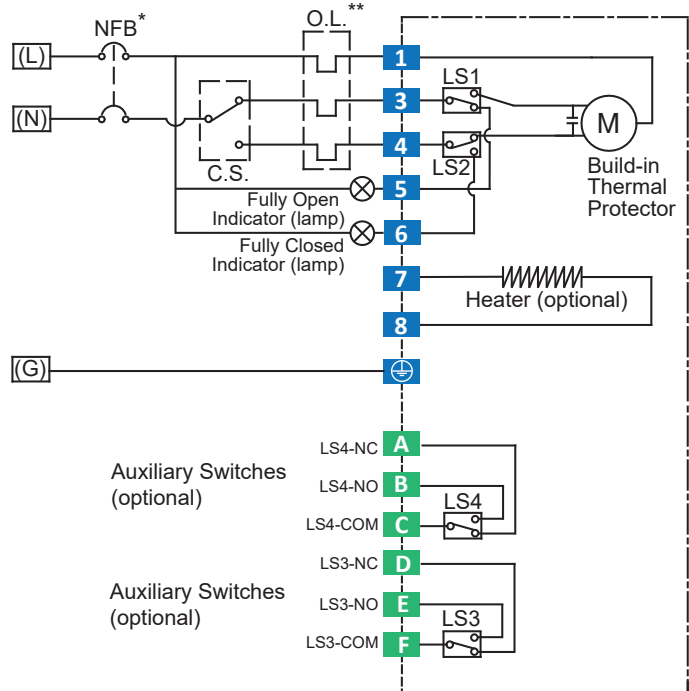 NFB*
O.L.**
(L)
1
LS1
(N)
3
M
4
LS2
C.S.
Build-in
Thermal
Protector
5
Fully Open
Indicator (lamp)
6
Fully Closed
Indicator (lamp)
7
Heater (optional)
8
(G)
LS4-NC
A
Auxiliary Switches
(optional)
LS4-NO
B
LS4
LS4-COM
C
LS3-NC
D
Auxiliary Switches
(optional)
LS3-NO
E
LS3
LS3-COM
F